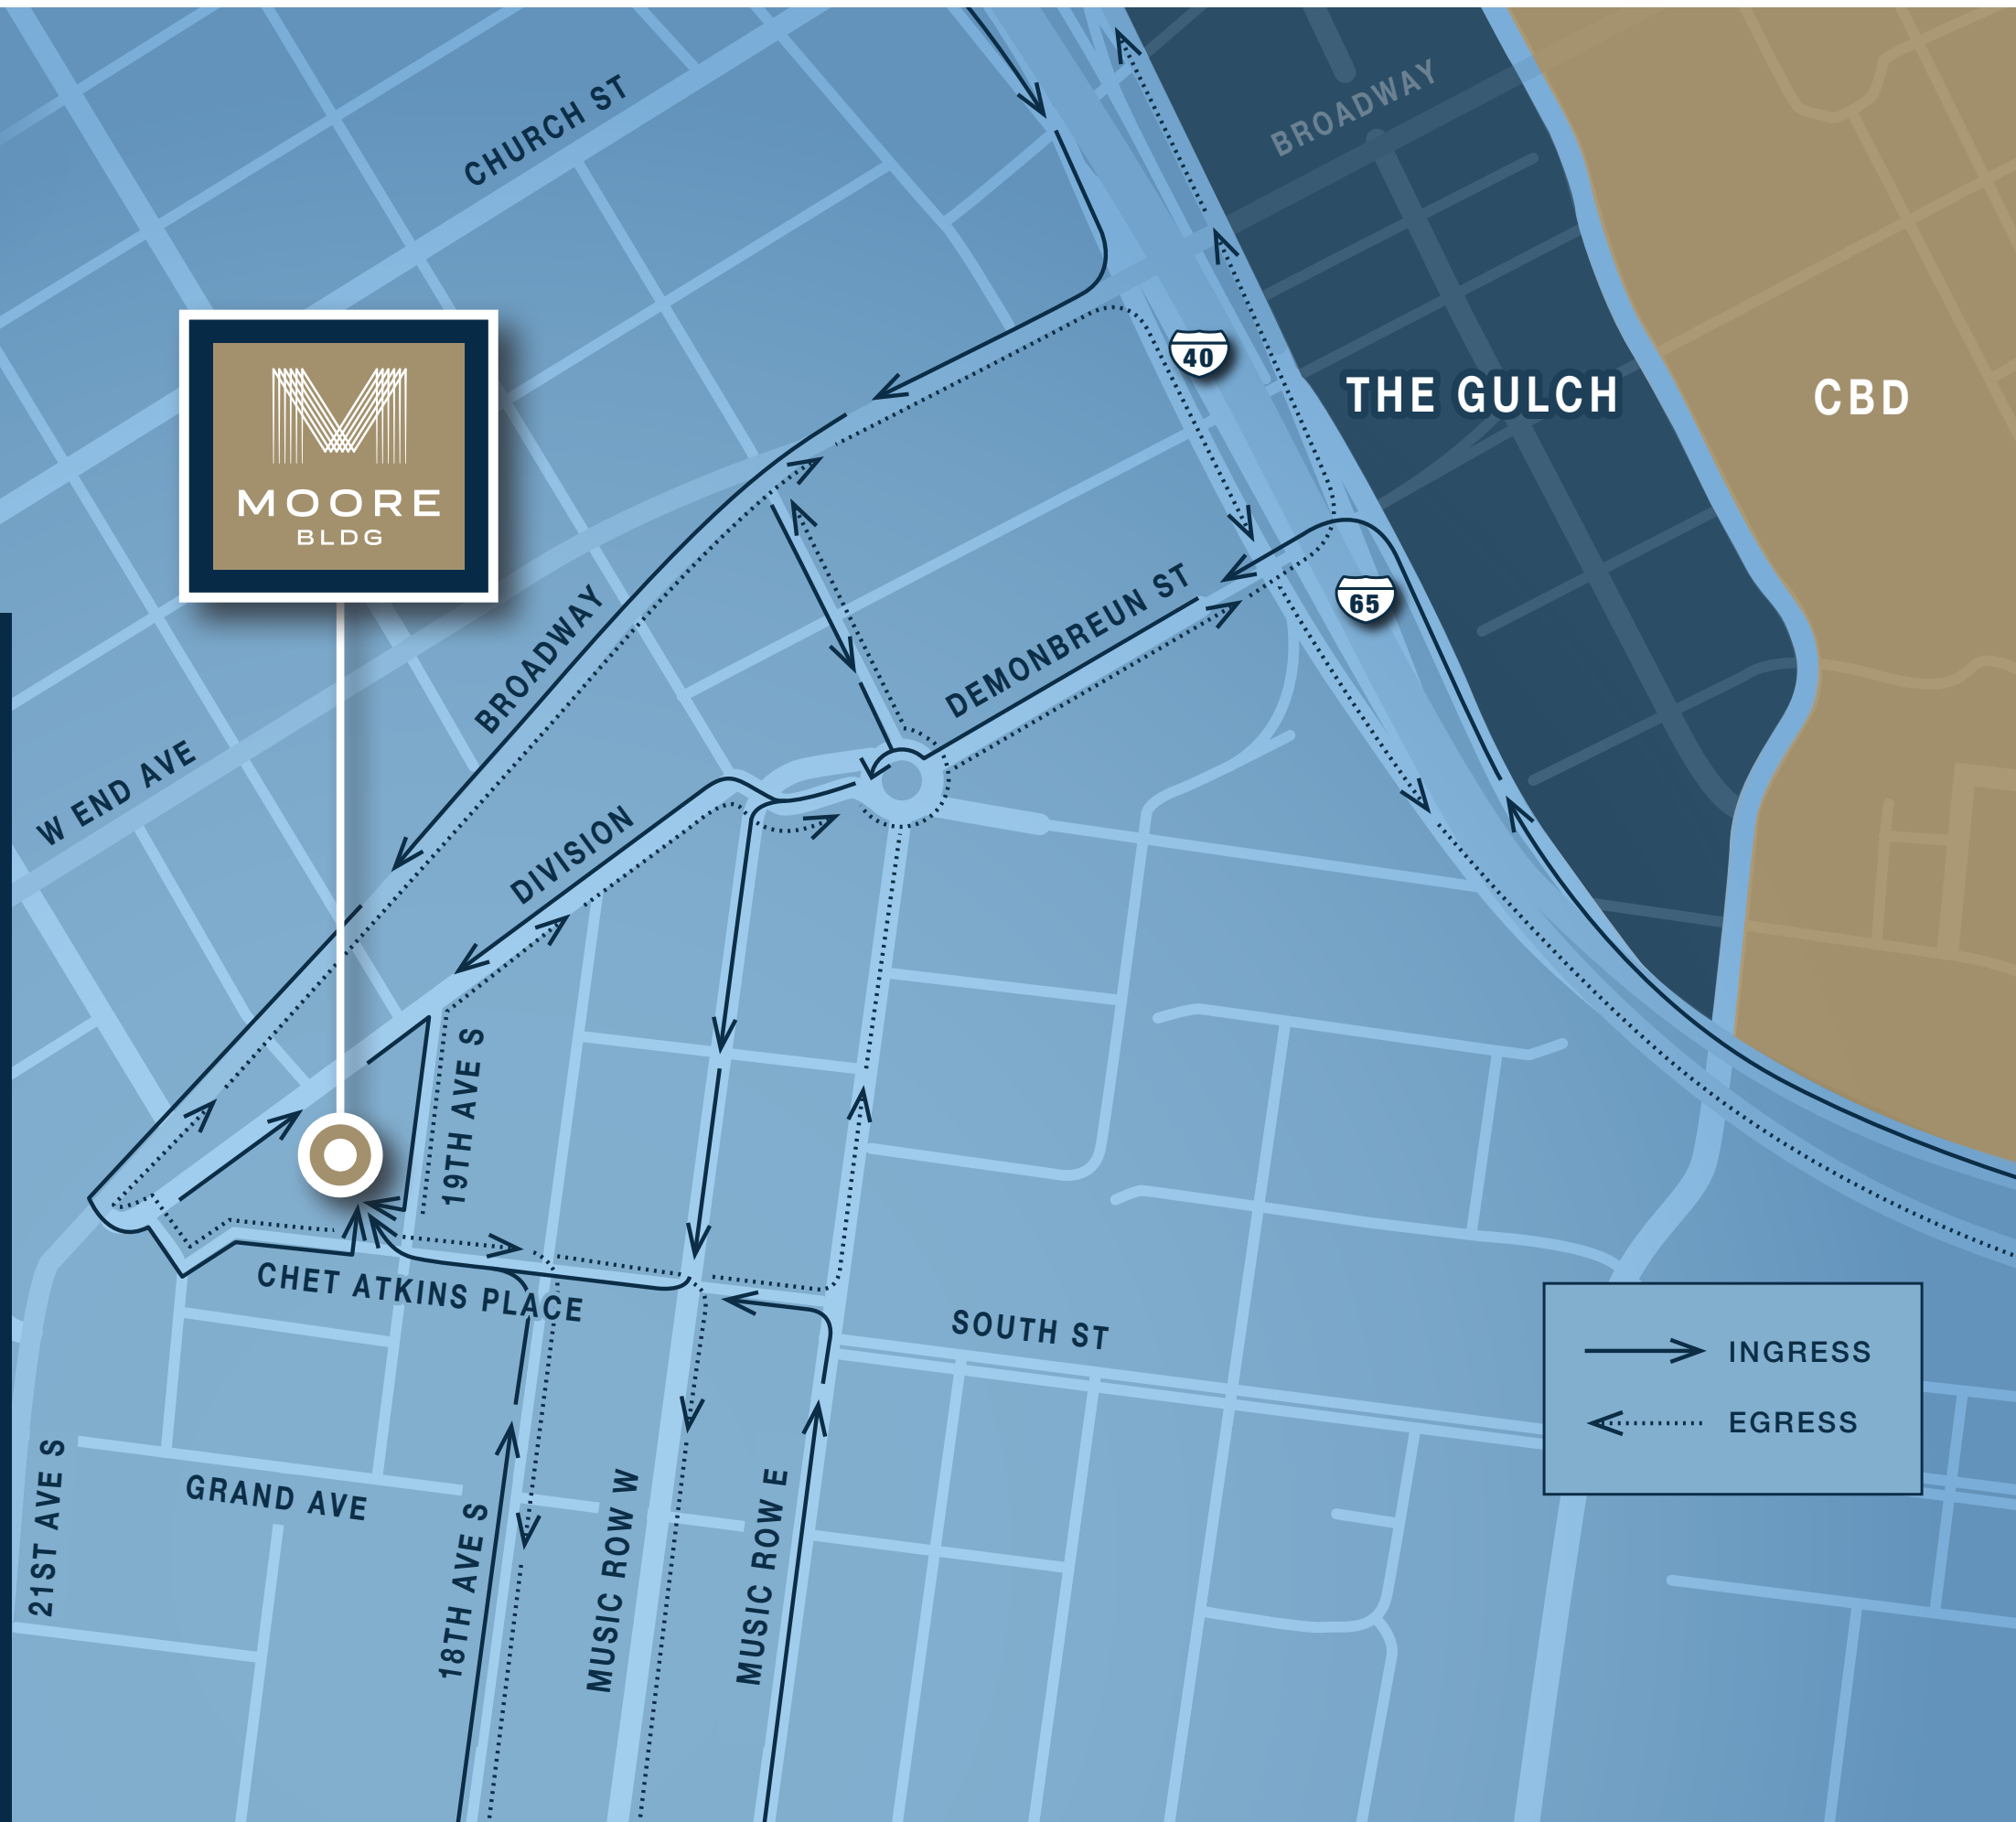 CHURCH ST
BROADWAY
40
THE GULCH
CBD
MOORE
BLDG
BROADWAY
DEMONBREUN ST
65
W END AVE
DIVISION
19TH AVE S
CHET ATKINS PLACE
SOUTH ST
INGRESS
EGRESS
21ST AVE S
GRAND AVE
18TH AVE S
MUSIC ROW W
MUSIC ROW E